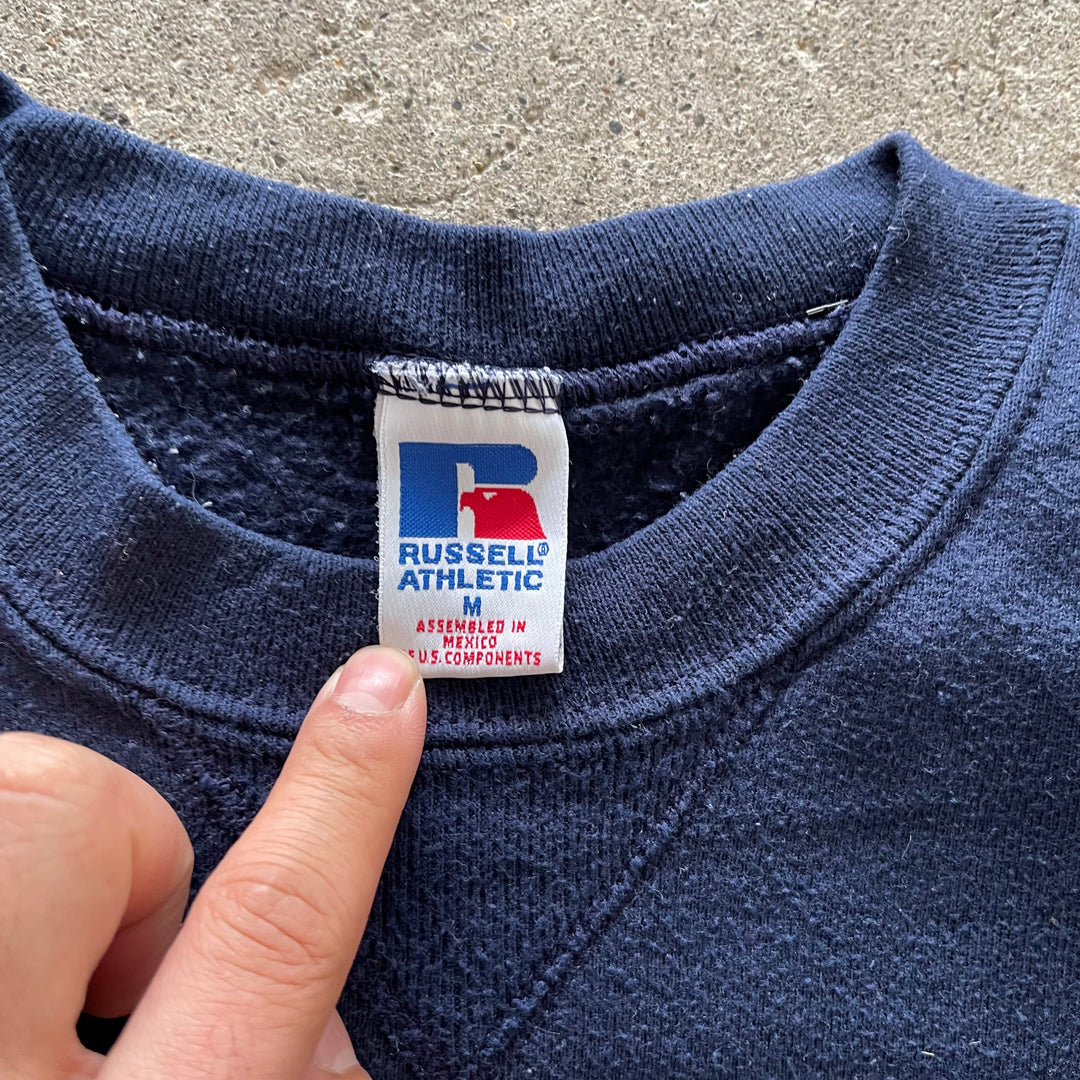 RUSSELL®
ATHLETIC
M
ASSEMBLED IN
MEXICO
U.S. COMPONENTS